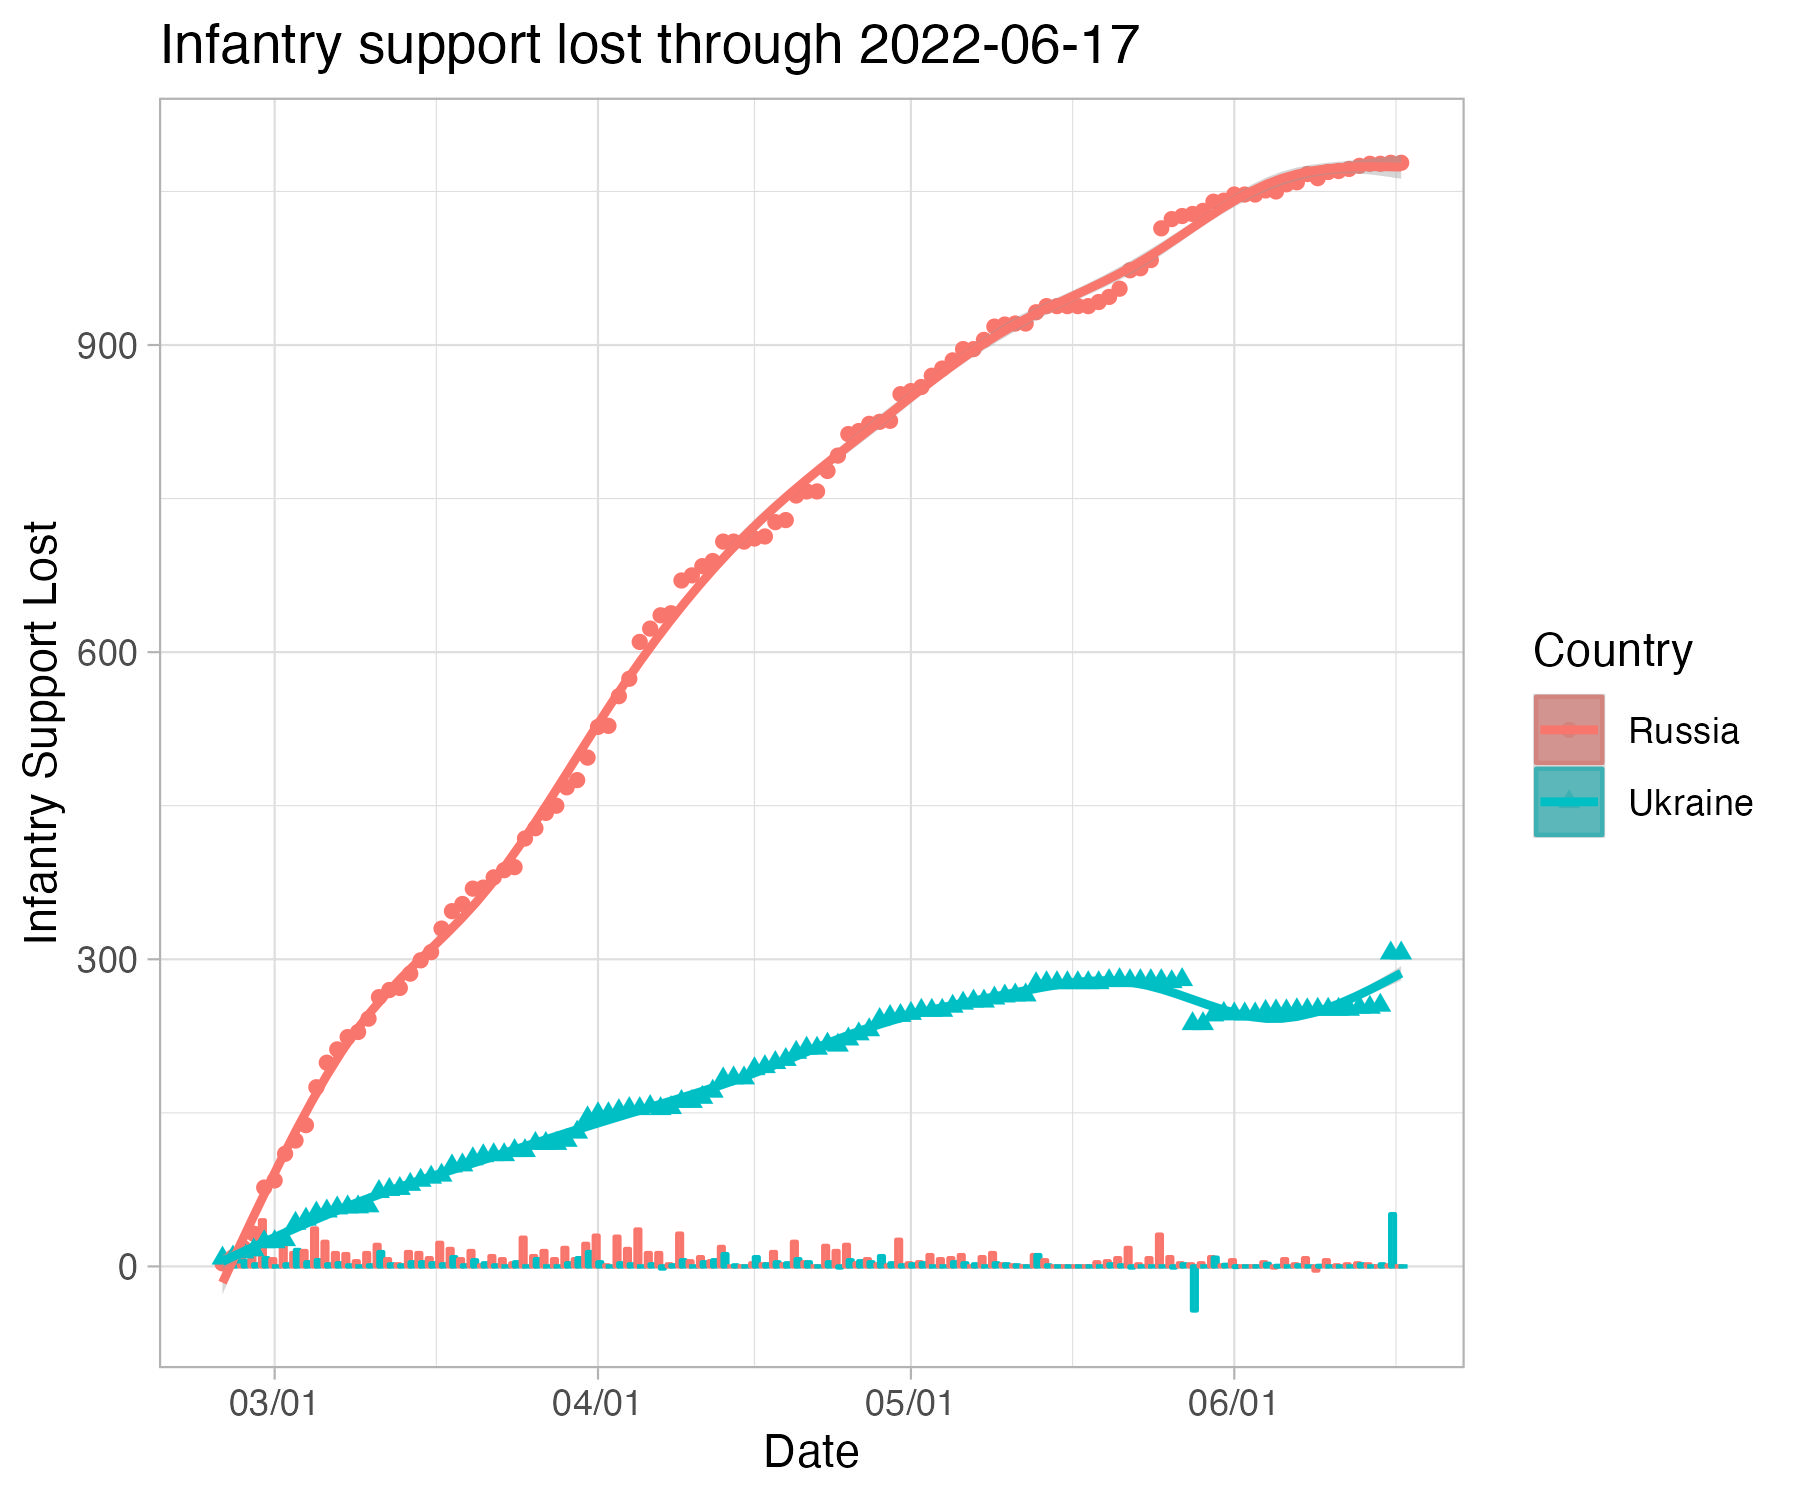 Infantry support lost through 2022-06-17
Infantry Support Lost
900
600
300
0
03/01
04/01
05/01
06/01
Date
Country
Russia
Ukraine